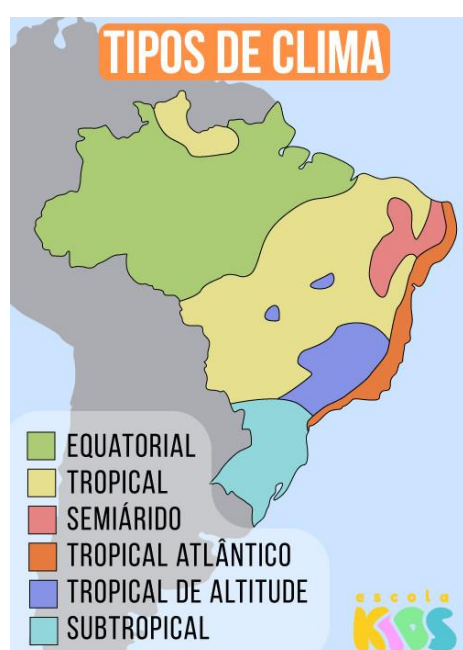 TIPOS DE CLIMA
EQUATORIAL
TROPICAL
SEMIÁRIDO
TROPICAL ATLÂNTICO
TROPICAL DE ALTITUDE
SUBTROPICAL
escola
KIDS